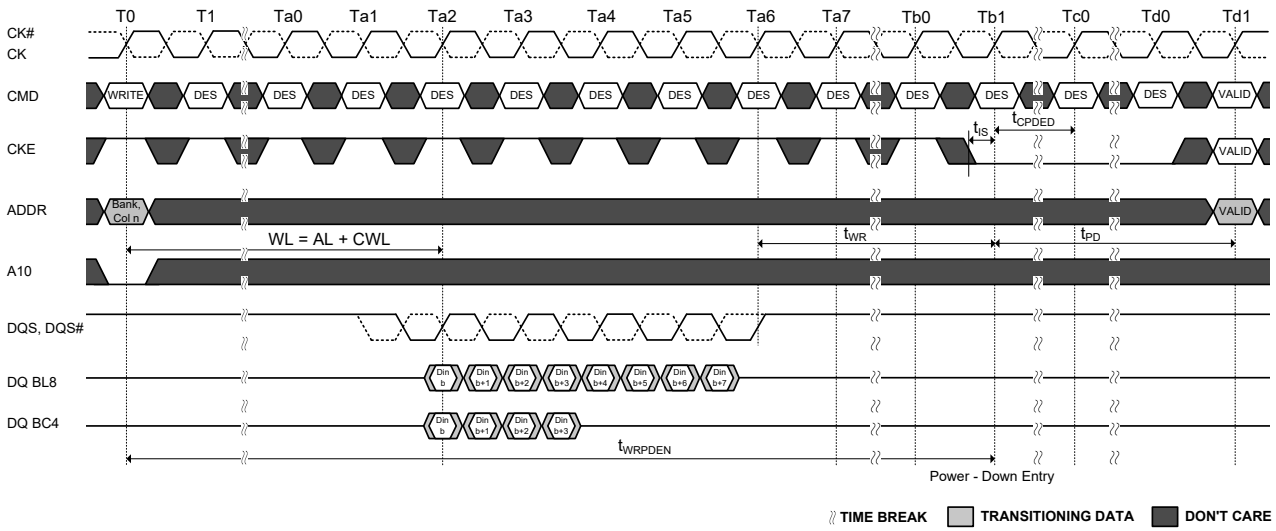 T0 T1 Ta0 Ta1 Ta2 Ta3 Ta4 Ta5 Ta6 Ta7 Tb0 Tb1 Tc0 Td0 Td1
CK#
CK
CMD WRITE DES DES DES DES DES DES DES DES DES DES DES DES DES VALID
tIS tCPDED
CKE VALID
ADDR Bank, Col n VALID
WL = AL + CWL tWR tPD
A10
DQS, DQS#
DQ BL8 Din b Din b+1 Din b+2 Din b+3 Din b+4 Din b+5 Din b+6 Din b+7
DQ BC4 Din b Din b+1 Din b+2 Din b+3
tWRPDEN
Power - Down Entry
TIME BREAK TRANSITIONING DATA DON'T CARE